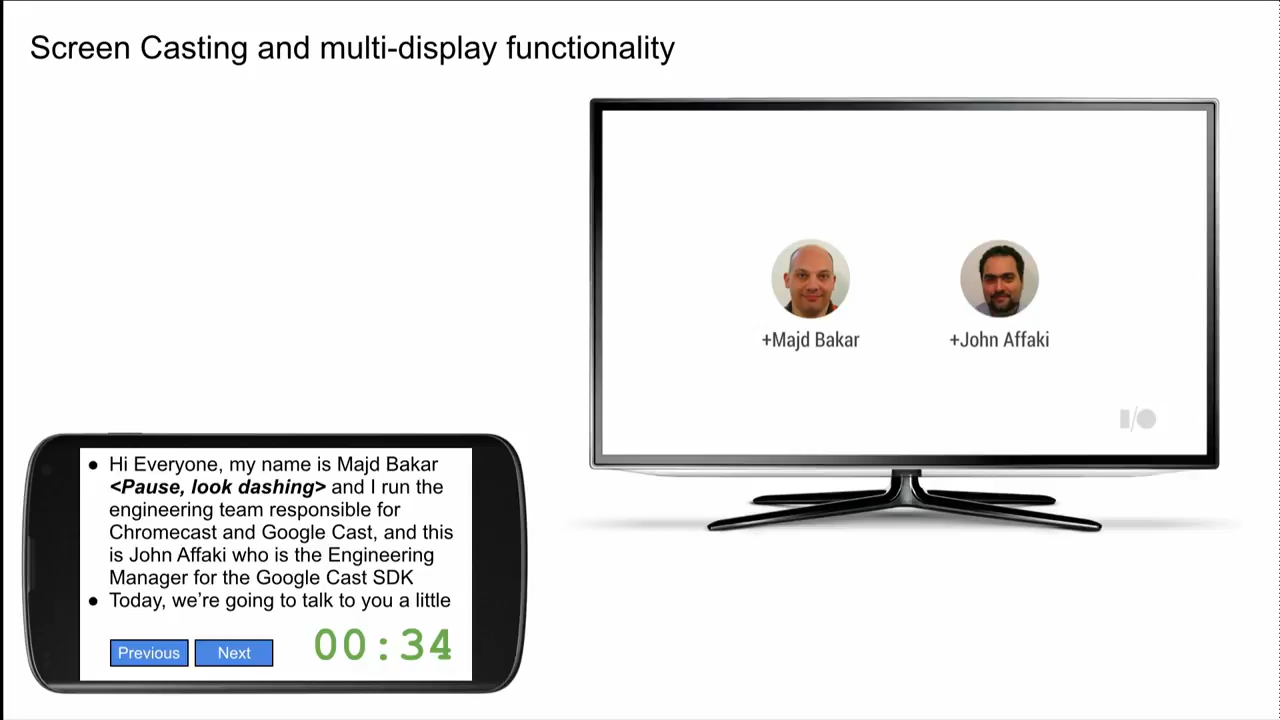 Screen Casting and multi-display functionality
+Majd Bakar
+John Affaki
I/O
● Hi Everyone, my name is Majd Bakar
<Pause, look dashing> and I run the
engineering team responsible for
Chromecast and Google Cast, and this
is John Affaki who is the Engineering
Manager for the Google Cast SDK
● Today, we’re going to talk to you a little
Previous
Next
00:34